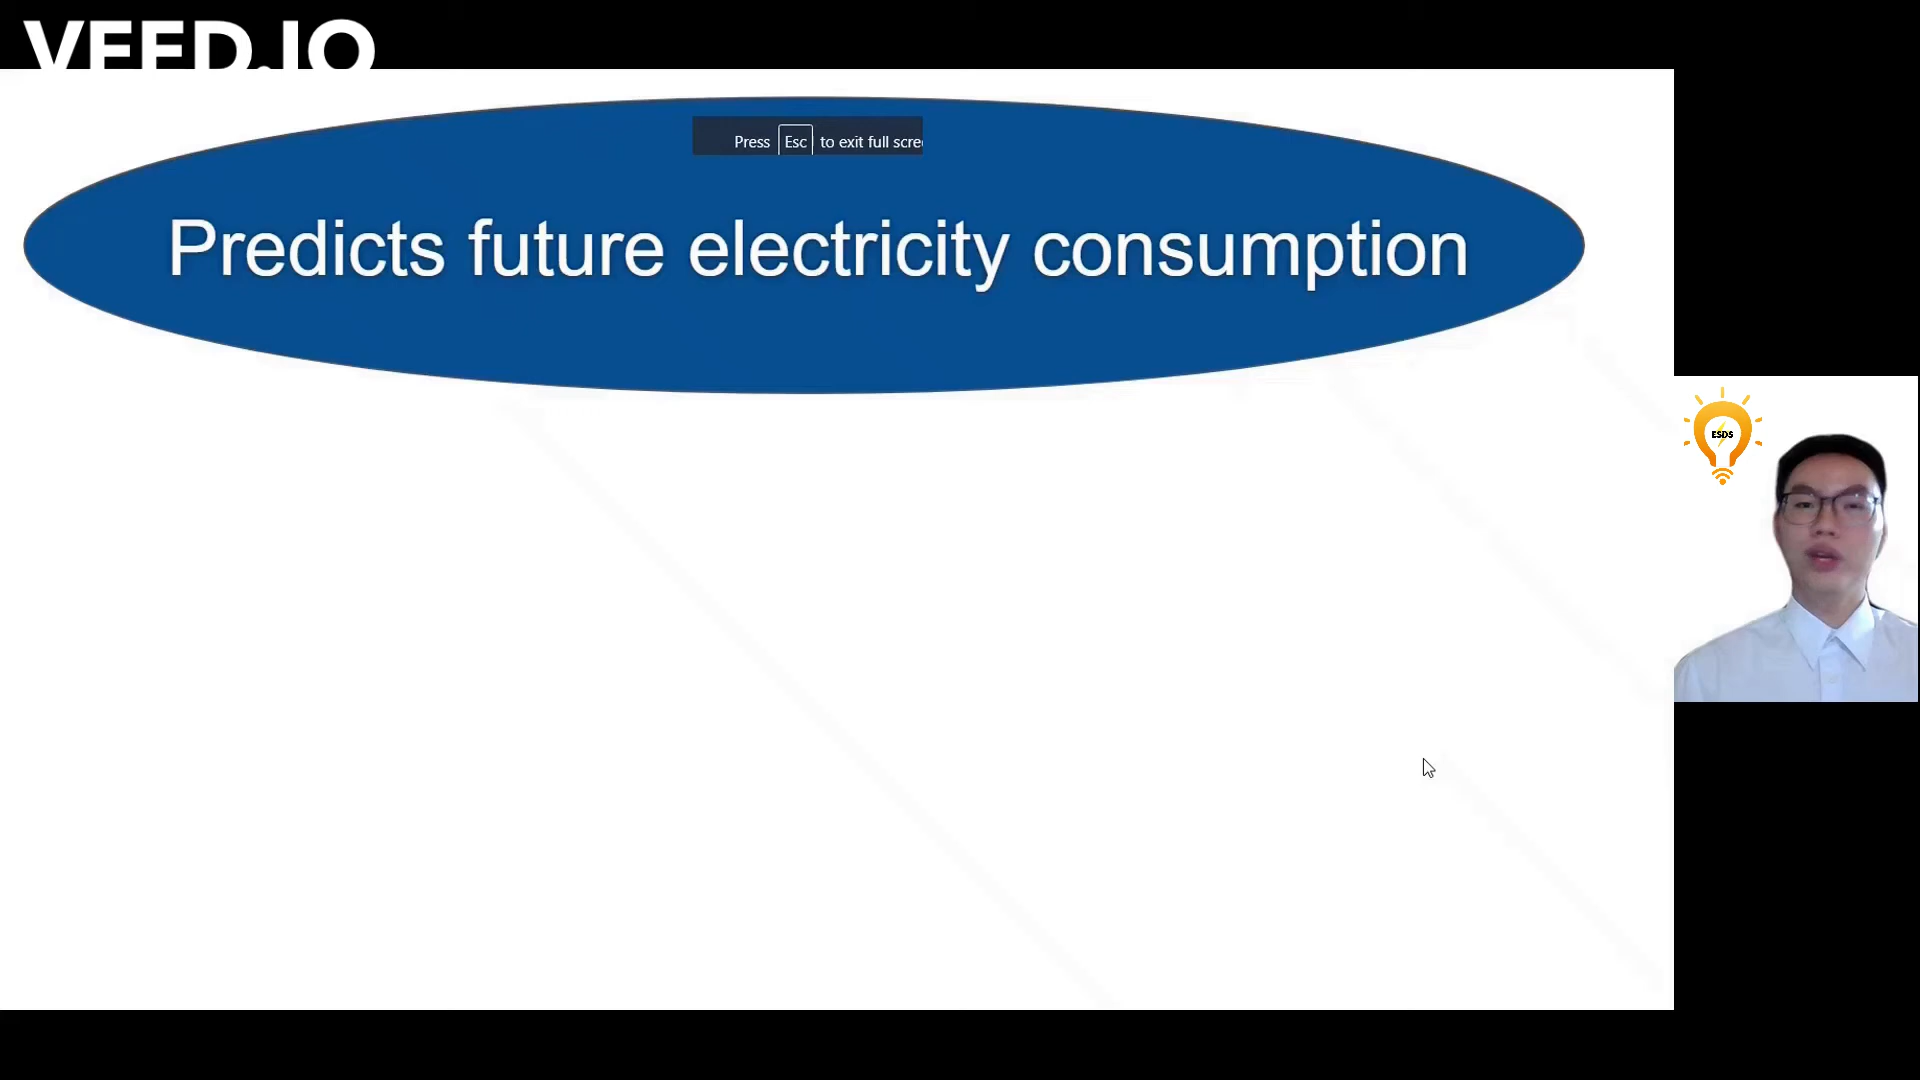 VEED.IO
Press Esc to exit full scre
Predicts future electricity consumption
ESDS